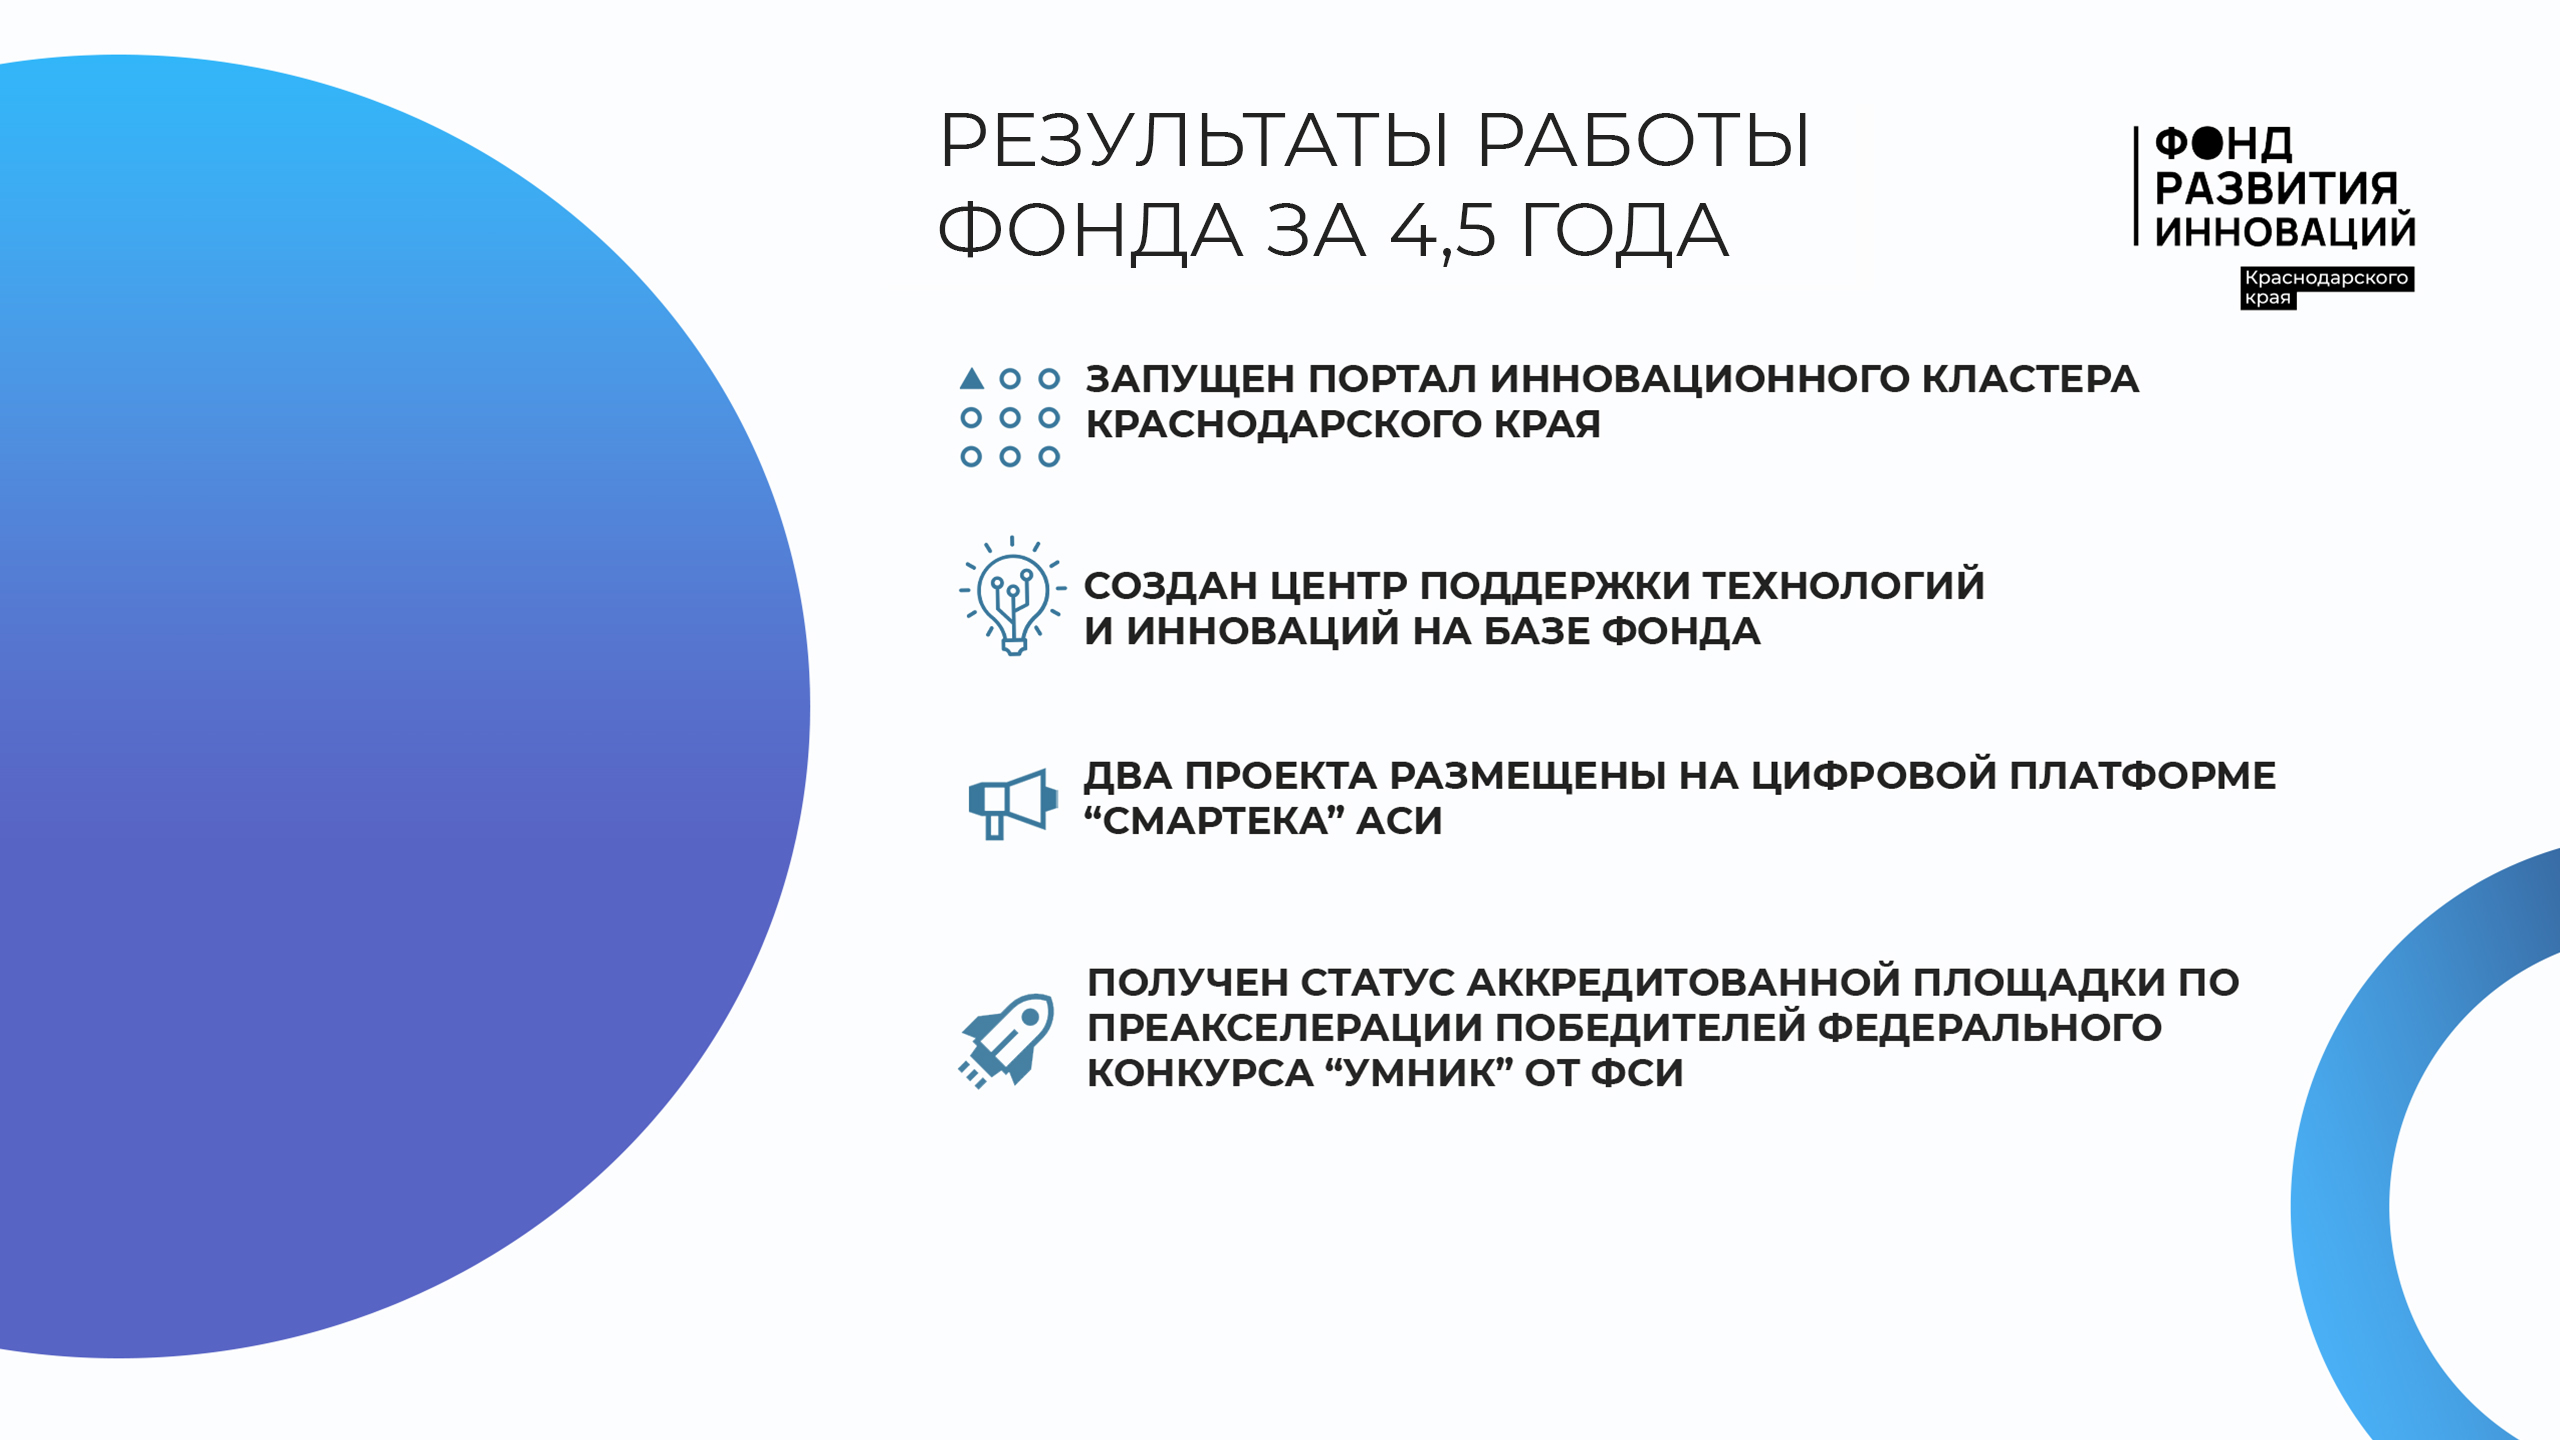 РЕЗУЛЬТАТЫ РАБОТЫ
ФОНДА ЗА 4,5 ГОДА
ФОНД
РАЗВИТИЯ
ИННОВАЦИЙ
Краснодарского
края
ЗАПУЩЕН ПОРТАЛ ИННОВАЦИОННОГО КЛАСТЕРА
КРАСНОДАРСКОГО КРАЯ
СОЗДАН ЦЕНТР ПОДДЕРЖКИ ТЕХНОЛОГИЙ
И ИННОВАЦИЙ НА БАЗЕ ФОНДА
ДВА ПРОЕКТА РАЗМЕЩЕНЫ НА ЦИФРОВОЙ ПЛАТФОРМЕ
“СМАРТЕКА” АСИ
ПОЛУЧЕН СТАТУС АККРЕДИТОВАННОЙ ПЛОЩАДКИ ПО
ПРЕАКСЕЛЕРАЦИИ ПОБЕДИТЕЛЕЙ ФЕДЕРАЛЬНОГО
КОНКУРСА “УМНИК” ОТ ФСИ